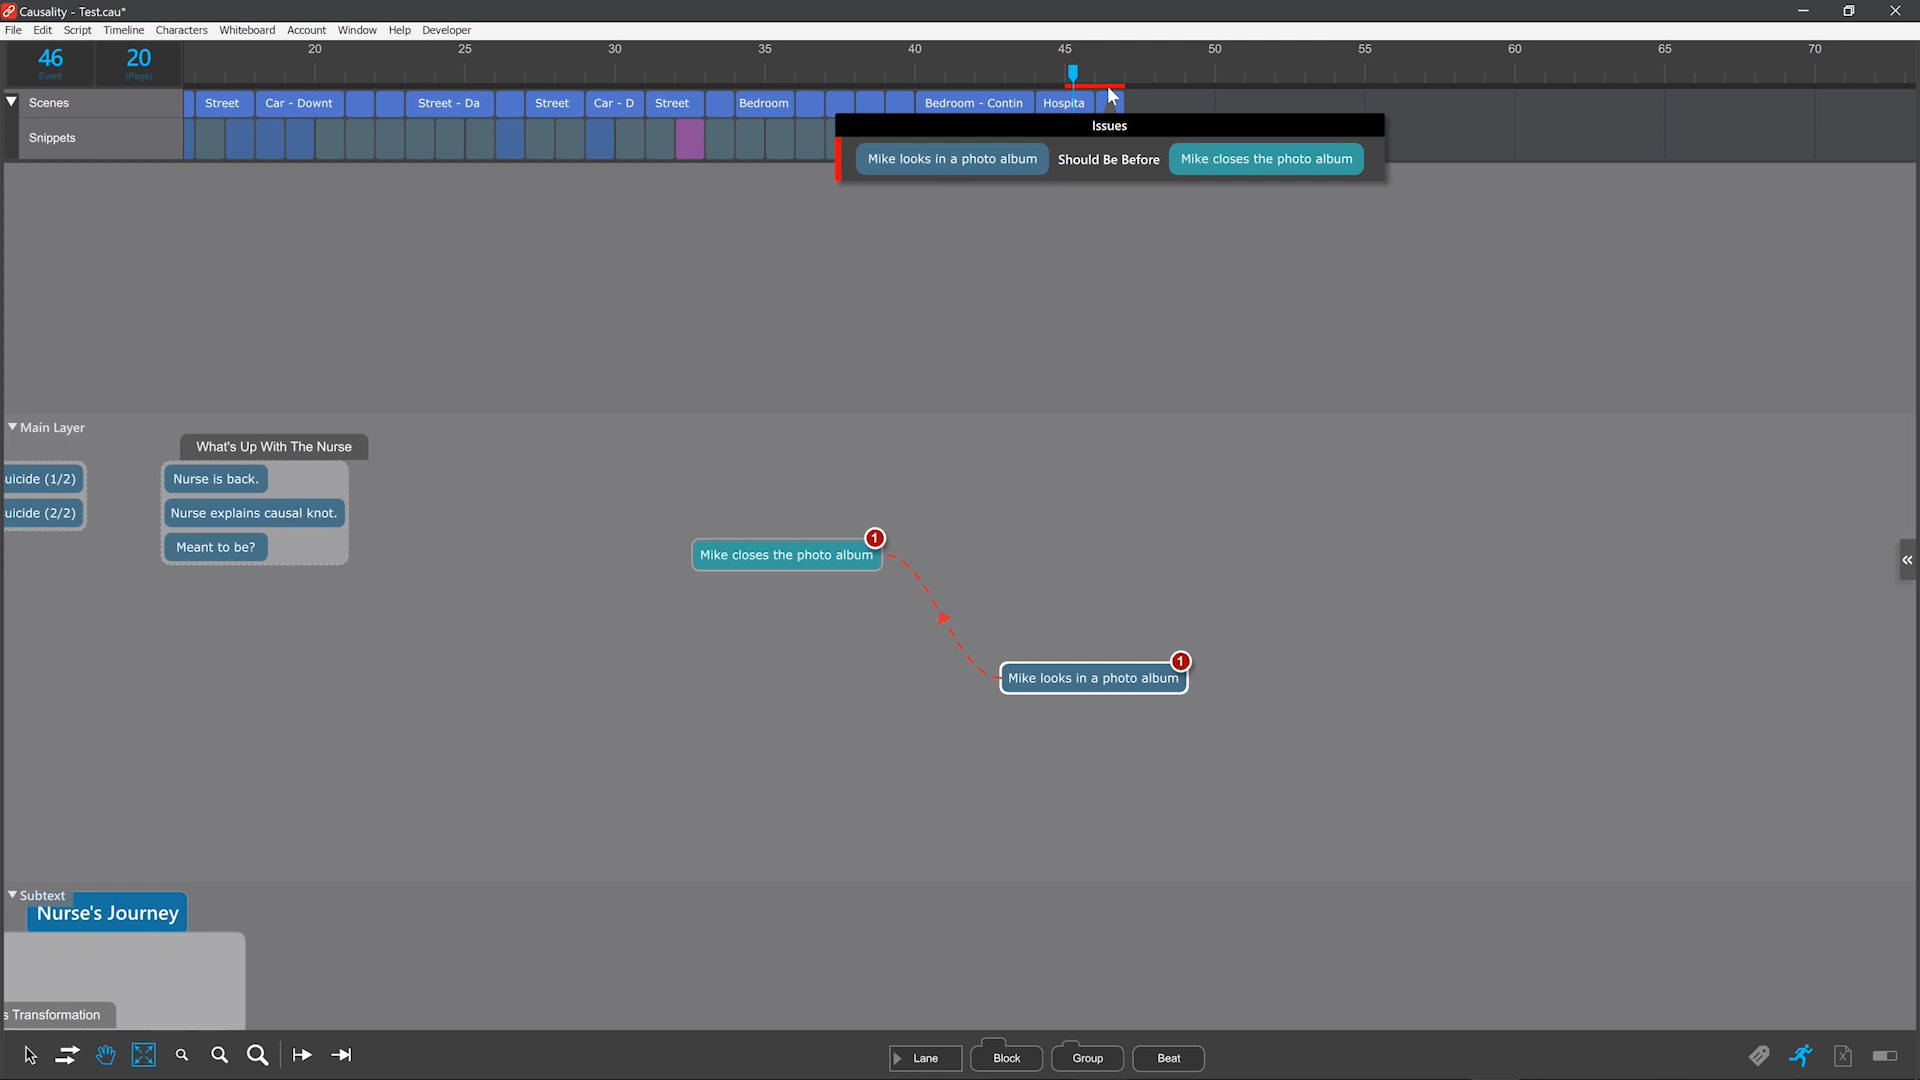 Causality - Test.cau*
File Edit Script Timeline Characters Whiteboard Account Window Help Developer
46 20 20 25 30 35 40 45 50 55 60 65 70
Event (Page)
Scenes Street Car - Downt Street - Da Street Car - D Street Bedroom Bedroom - Contin Hospita
Snippets
Issues
Mike looks in a photo album Should Be Before Mike closes the photo album
Main Layer
What's Up With The Nurse
uicide (1/2) Nurse is back.
uicide (2/2) Nurse explains causal knot.
Meant to be?
1
Mike closes the photo album
1
Mike looks in a photo album
Subtext
Nurse's Journey
s Transformation
Lane Block Group Beat